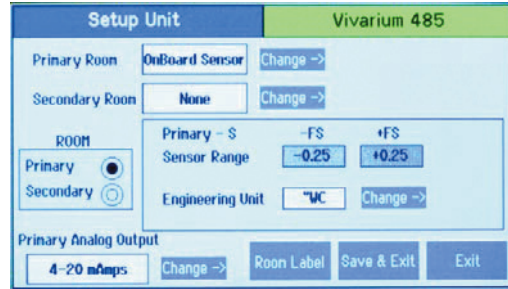 Setup Unit Vivarium 485
Primary Room OnBoard Sensor Change ->
Secondary Room None Change ->
ROOM
Primary
Secondary
Primary - S -FS +FS
Sensor Range -0.25 +0.25
Engineering Unit "WC Change ->
Primary Analog Output
4-20 mAmps Change -> Room Label Save & Exit Exit